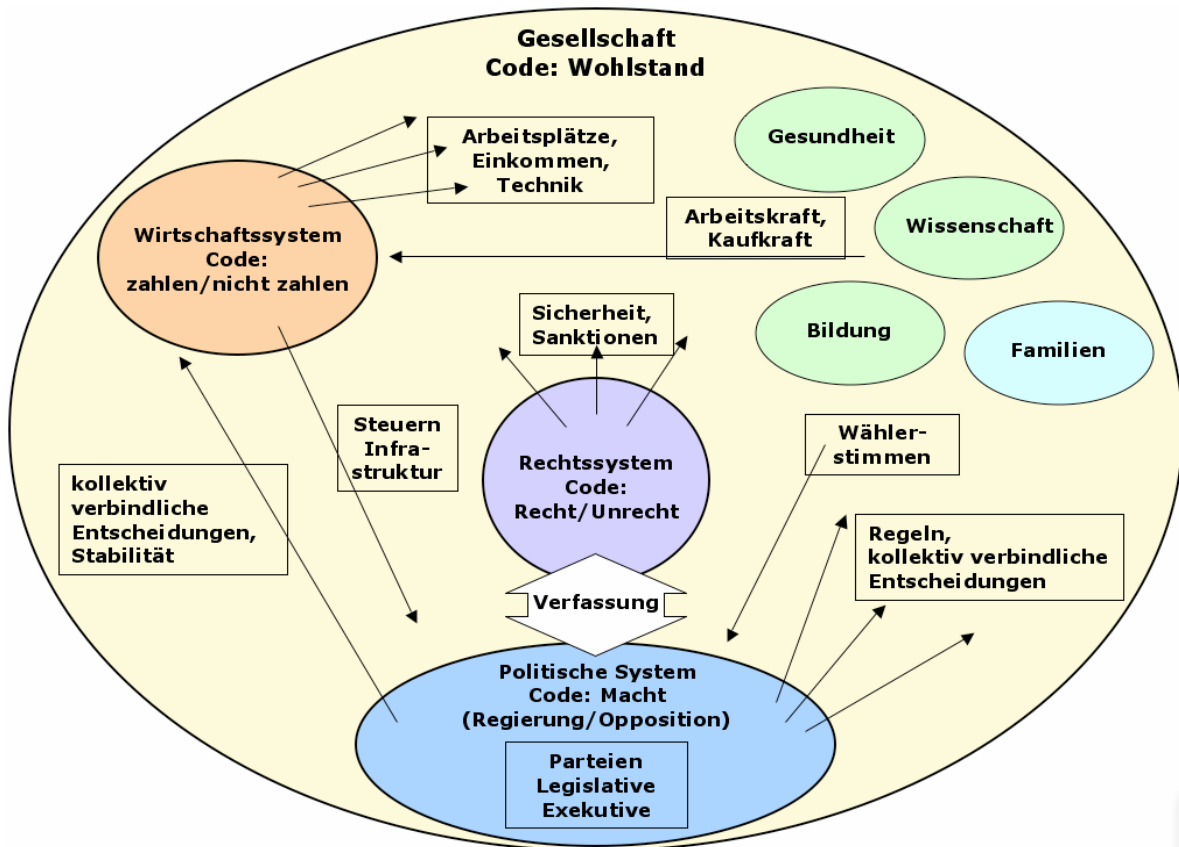 Gesellschaft
Code: Wohlstand
Arbeitsplätze,
Einkommen,
Technik
Gesundheit
Wirtschaftssystem
Code:
zahlen/nicht zahlen
Arbeitskraft,
Kaufkraft
Wissenschaft
Sicherheit,
Sanktionen
Bildung
Familien
Steuern
Infra-
struktur
Wähler-
stimmen
Rechtssystem
Code:
Recht/Unrecht
kollektiv
verbindliche
Entscheidungen,
Stabilität
Regeln,
kollektiv verbindliche
Entscheidungen
Verfassung
Politische System
Code: Macht
(Regierung/Opposition)
Parteien
Legislative
Exekutive